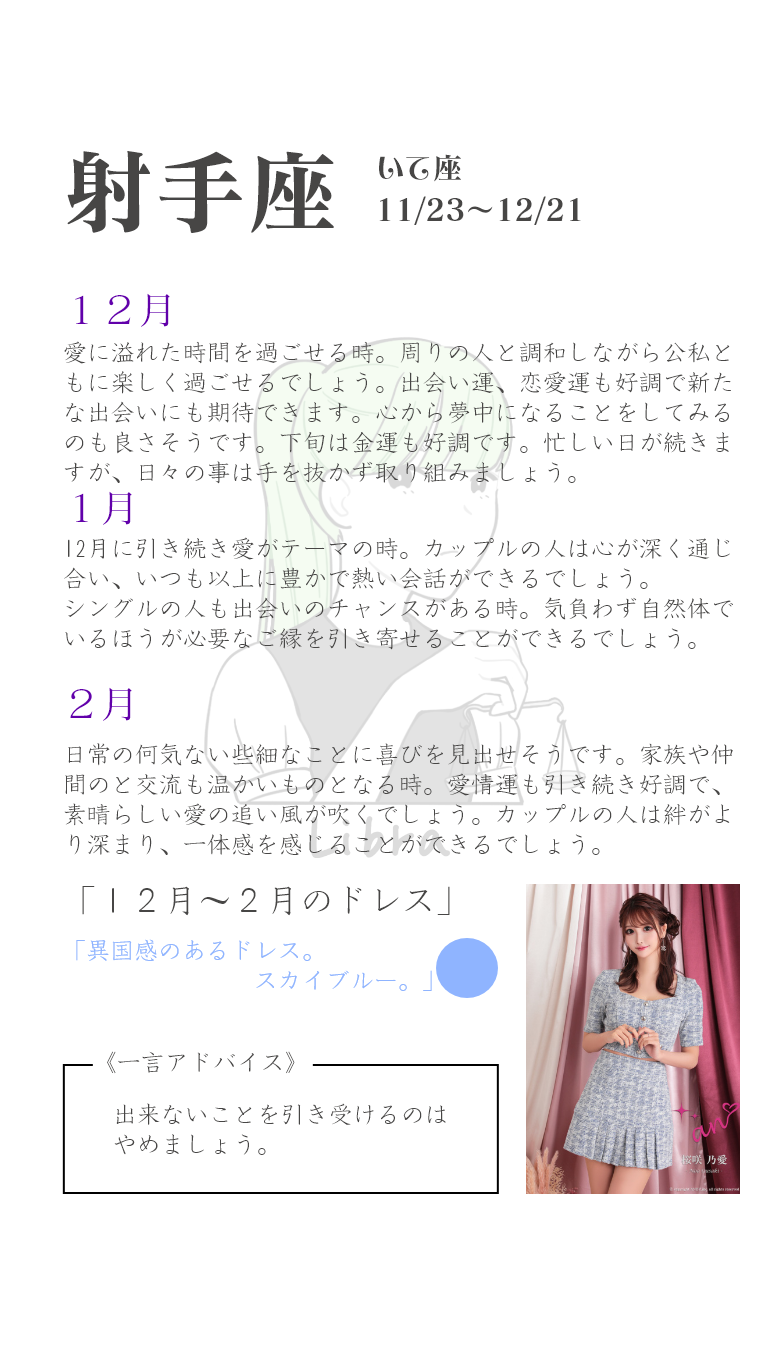 射手座
いて座
11/23〜12/21
１２月
愛に溢れた時間を過ごせる時。周りの人と調和しながら公私と
もに楽しく過ごせるでしょう。出会い運、恋愛運も好調で新た
な出会いにも期待できます。心から夢中になることをしてみる
のも良さそうです。下旬は金運も好調です。忙しい日が続きま
すが、日々の事は手を抜かず取り組みましょう。
１月
12月に引き続き愛がテーマの時。カップルの人は心が深く通じ
合い、いつも以上に豊かで熱い会話ができるでしょう。
シングルの人も出会いのチャンスがある時。気負わず自然体で
いるほうが必要なご縁を引き寄せることができるでしょう。
２月
日常の何気ない些細なことに喜びを見出せそうです。家族や仲
間のと交流も温かいものとなる時。愛情運も引き続き好調で、
素晴らしい愛の追い風が吹くでしょう。カップルの人は絆がよ
り深まり、一体感を感じることができるでしょう。
Libra
「１２月〜２月のドレス」
「異国感のあるドレス。
スカイブルー。」
《一言アドバイス》
出来ないことを引き受けるのは
やめましょう。
an
桜咲 乃愛